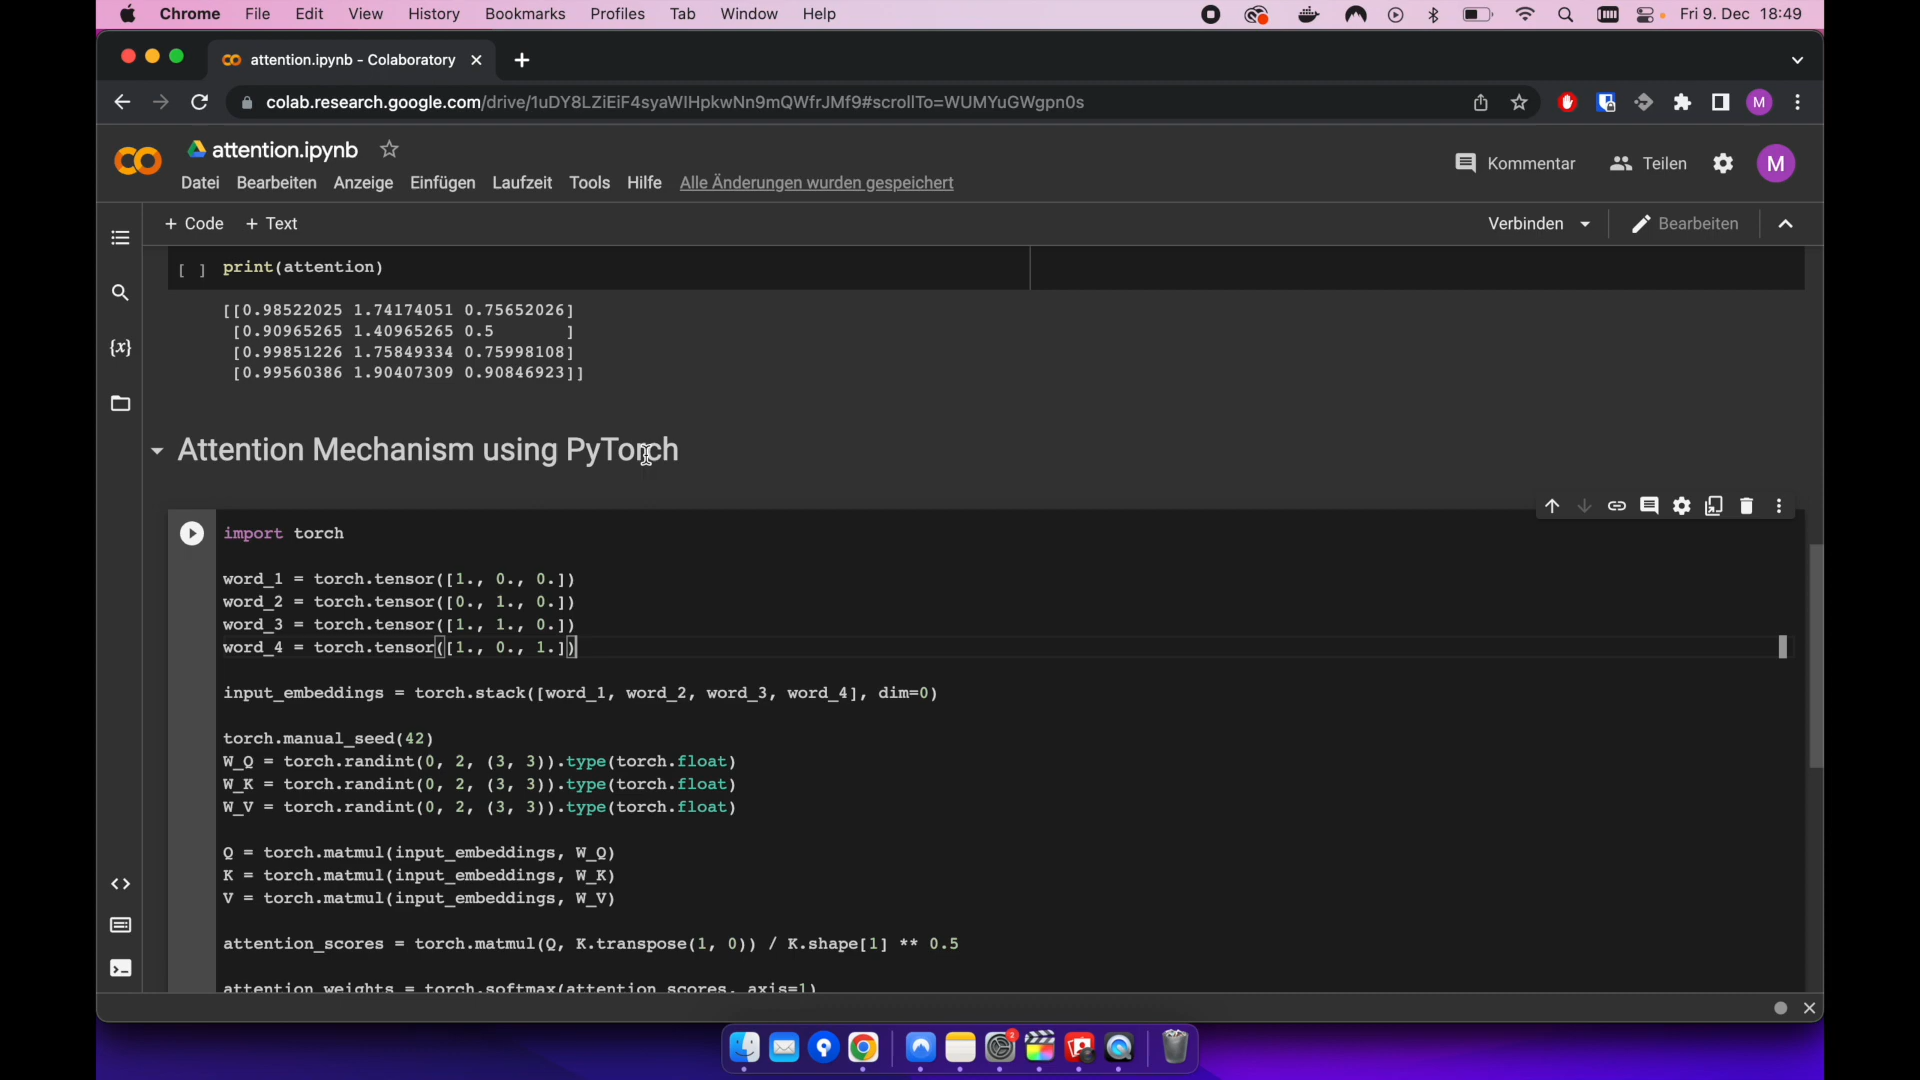 Chrome File Edit View History Bookmarks Profiles Tab Window Help Fri 9. Dec 18:49
attention.ipynb - Colaboratory
colab.research.google.com/drive/1uDY8LZiEiF4syaWIHpkwNn9mQWfrJMf9#scrollTo=WUMYuGWgpn0s M
attention.ipynb
Kommentar Teilen M
Datei Bearbeiten Anzeige Einfügen Laufzeit Tools Hilfe Alle Änderungen wurden gespeichert
+ Code + Text Verbinden Bearbeiten
[ ] print(attention)
[[0.98522025 1.74174051 0.75652026]
[0.90965265 1.40965265 0.5 ]
[0.99851226 1.75849334 0.75998108]
[0.99560386 1.90407309 0.90846923]]
Attention Mechanism using PyTorch
import torch
word_1 = torch.tensor([1., 0., 0.])
word_2 = torch.tensor([0., 1., 0.])
word_3 = torch.tensor([1., 1., 0.])
word_4 = torch.tensor([1., 0., 1.])
input_embeddings = torch.stack([word_1, word_2, word_3, word_4], dim=0)
torch.manual_seed(42)
W_Q = torch.randint(0, 2, (3, 3)).type(torch.float)
W_K = torch.randint(0, 2, (3, 3)).type(torch.float)
W_V = torch.randint(0, 2, (3, 3)).type(torch.float)
Q = torch.matmul(input_embeddings, W_Q)
K = torch.matmul(input_embeddings, W_K)
V = torch.matmul(input_embeddings, W_V)
attention_scores = torch.matmul(Q, K.transpose(1, 0)) / K.shape[1] ** 0.5
attention_weights = torch.softmax(attention_scores, axis=1)
2